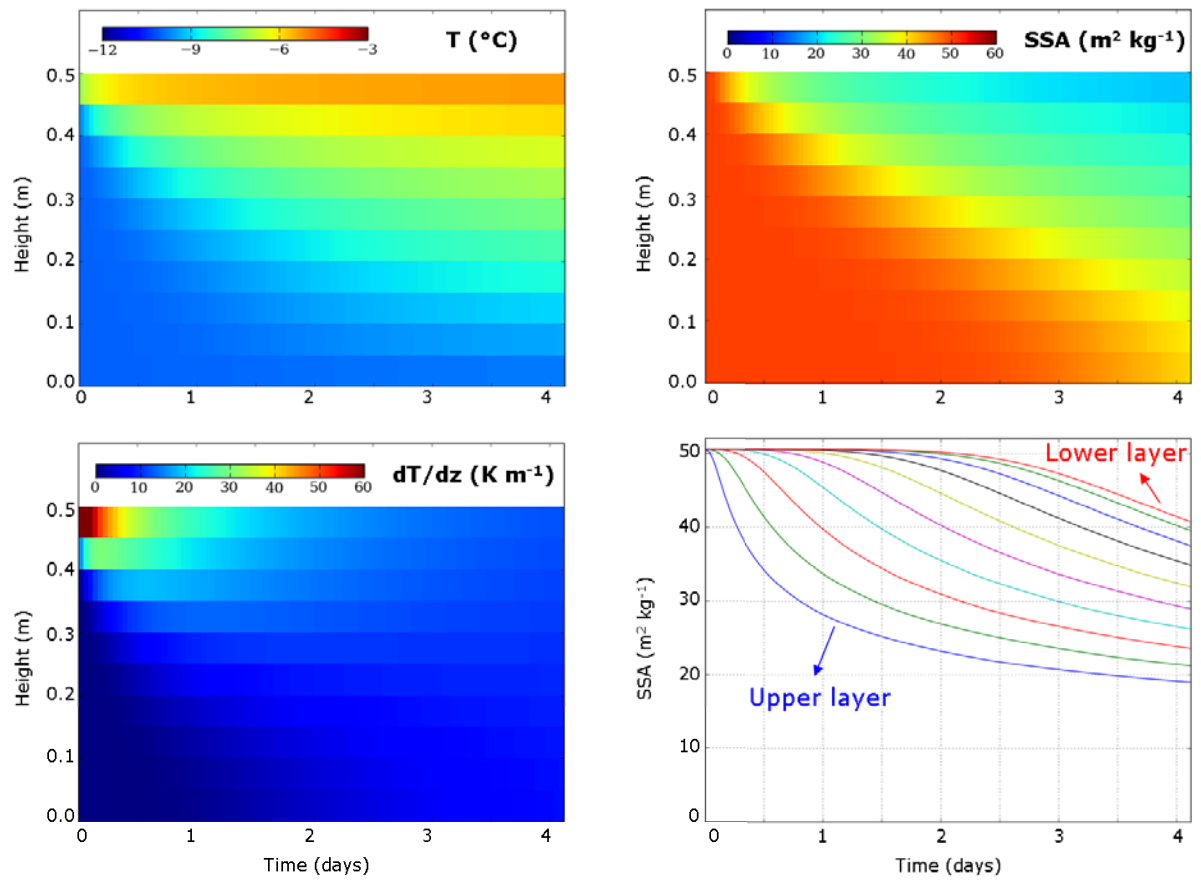 −12 −9 −6 −3
T (°C)
0.5
0.4
0.3
0.2
0.1
0.0
Height (m)
0 1 2 3 4
0 10 20 30 40 50 60
SSA (m² kg⁻¹)
0.5
0.4
0.3
0.2
0.1
0.0
Height (m)
0 1 2 3 4
0 10 20 30 40 50 60
dT/dz (K m⁻¹)
0.5
0.4
0.3
0.2
0.1
0.0
Height (m)
0 1 2 3 4
Time (days)
50
40
30
20
10
0
SSA (m² kg⁻¹)
Lower layer
Upper layer
0 1 2 3 4
Time (days)